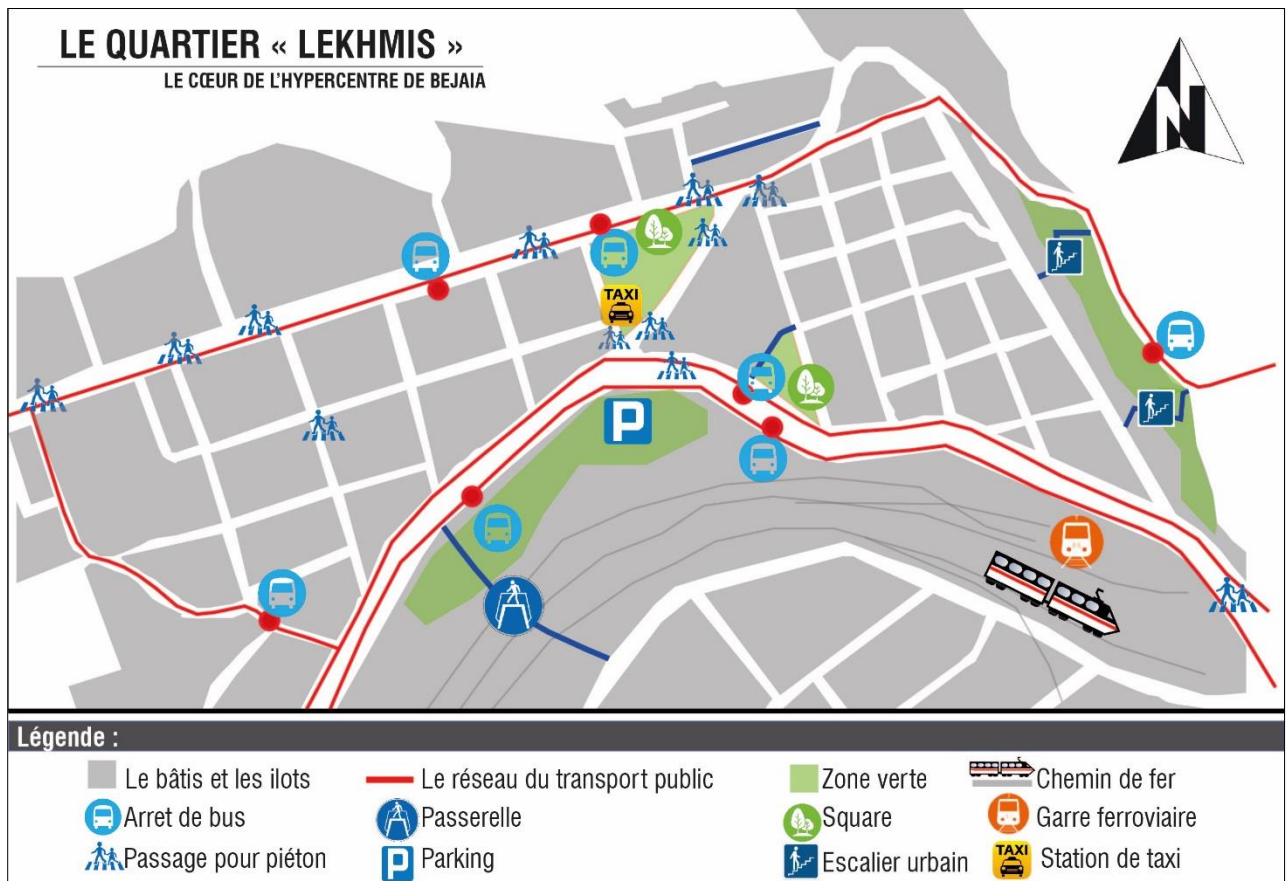 LE QUARTIER « LEKHMIS »
LE CŒUR DE L'HYPERCENTRE DE BEJAIA
N
TAXI
P
Légende :
Le bâtis et les ilots
Le réseau du transport public
Zone verte
Chemin de fer
Arret de bus
Passerelle
Square
Garre ferroviaire
Passage pour piéton
P
Parking
Escalier urbain
TAXI
Station de taxi